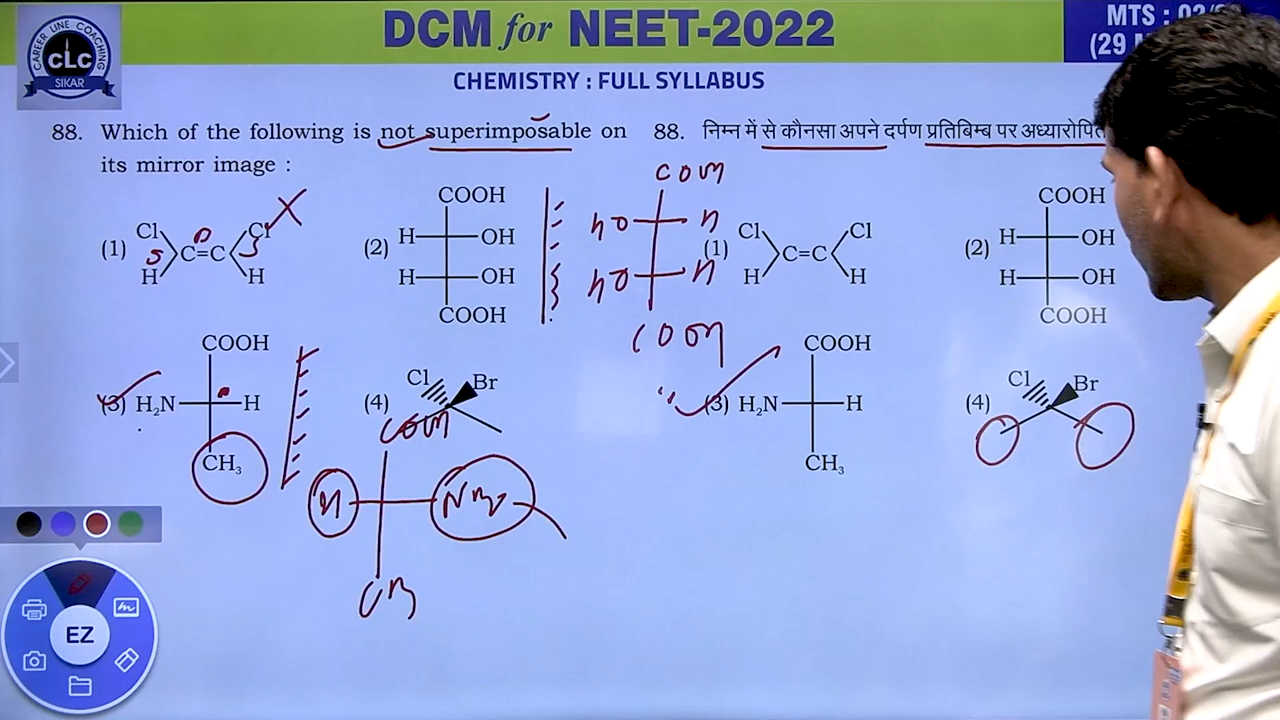 CAREER LINE COACHING
CLC
SIKAR
DCM for NEET-2022
MTS : 02/
(29 M
CHEMISTRY : FULL SYLLABUS
88. Which of the following is not superimposable on
its mirror image :
(1) Cl Cl
C=C
H H
(2) COOH
H OH
H OH
COOH
COOH
HO H
HO H
COOH
(3) COOH
H₂N H
CH₃
(4) Cl Br
COOH
H NH₂
CH₃
88. निम्न में से कौनसा अपने दर्पण प्रतिबिम्ब पर अध्यारोपित
(1) Cl Cl
C=C
H H
(2) COOH
H OH
H OH
COOH
(3) COOH
H₂N H
CH₃
(4) Cl Br
EZ